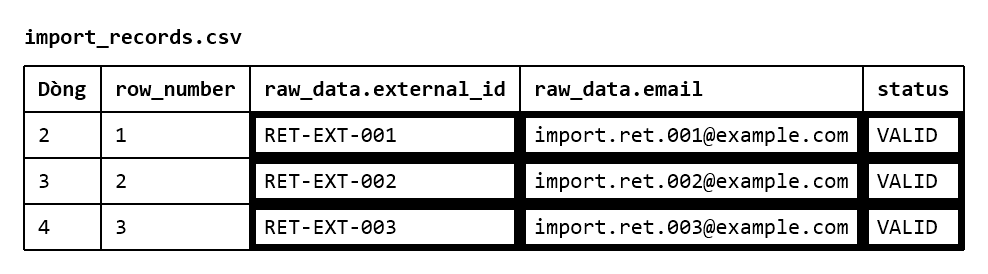 import_records.csv
Dòng row_number raw_data.external_id raw_data.email status
2 1 RET-EXT-001 import.ret.001@example.com VALID
3 2 RET-EXT-002 import.ret.002@example.com VALID
4 3 RET-EXT-003 import.ret.003@example.com VALID